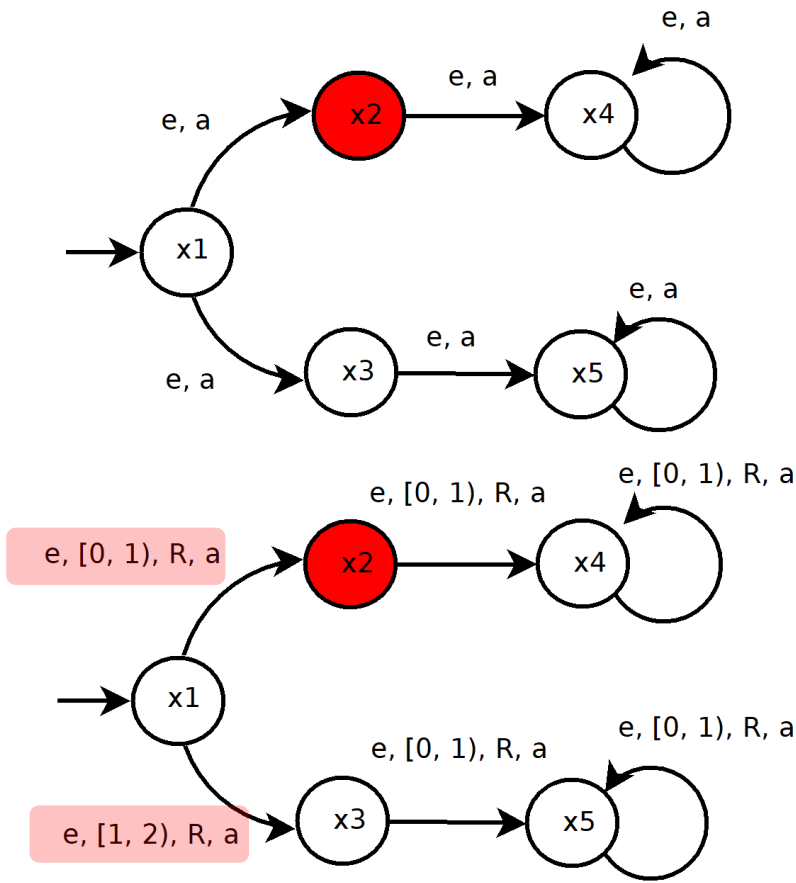 e, a
e, a
e, a
x2
x4
x1
e, a
e, a
e, a
x3
x5
e, [0, 1), R, a
e, [0, 1), R, a
e, [0, 1), R, a
x2
x4
x1
e, [0, 1), R, a
e, [0, 1), R, a
e, [1, 2), R, a
x3
x5